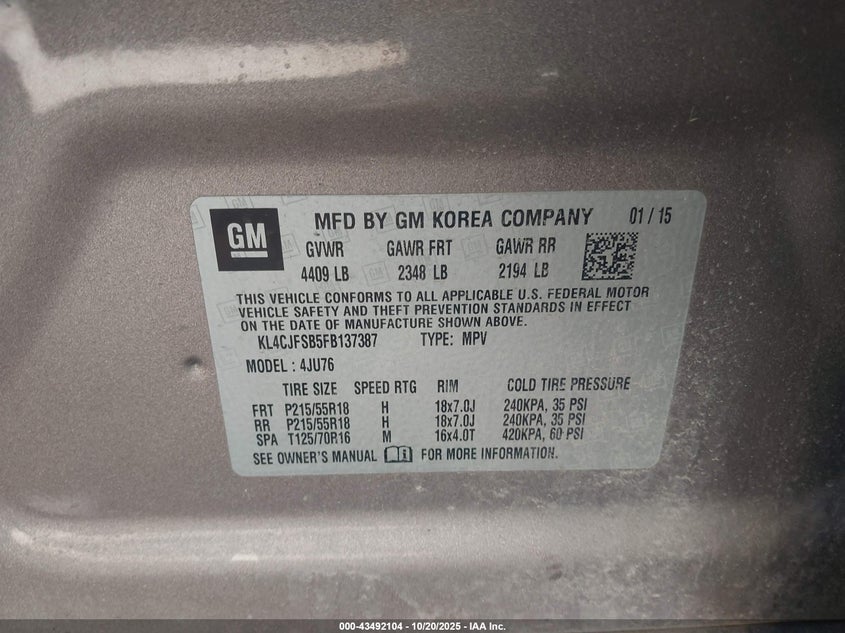 GM
MFD BY GM KOREA COMPANY 01 / 15
GVWR GAWR FRT GAWR RR
4409 LB 2348 LB 2194 LB
THIS VEHICLE CONFORMS TO ALL APPLICABLE U.S. FEDERAL MOTOR
VEHICLE SAFETY AND THEFT PREVENTION STANDARDS IN EFFECT
ON THE DATE OF MANUFACTURE SHOWN ABOVE.
KL4CJFSB5FB137387 TYPE: MPV
MODEL : 4JU76
TIRE SIZE SPEED RTG RIM COLD TIRE PRESSURE
FRT P215/55R18 H 18x7.0J 240KPA, 35 PSI
RR P215/55R18 H 18x7.0J 240KPA, 35 PSI
SPA T125/70R16 M 16x4.0T 420KPA, 60 PSI
SEE OWNER'S MANUAL FOR MORE INFORMATION.
000-43492104 - 10/20/2025 - IAA Inc.